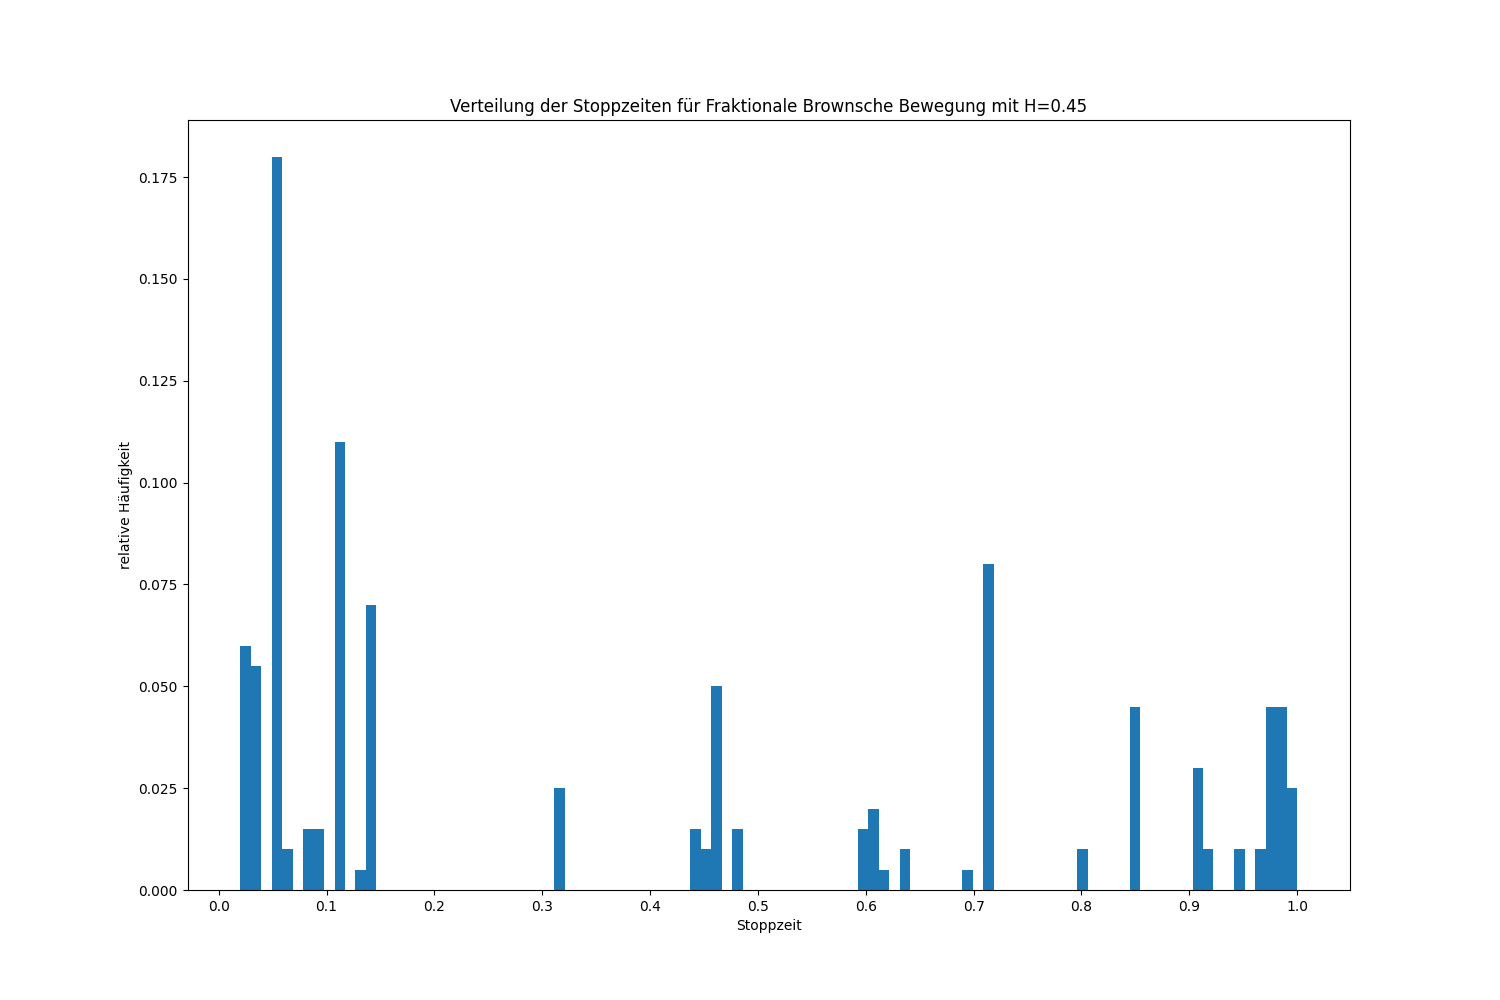 Verteilung der Stoppzeiten für Fraktionale Brownsche Bewegung mit H=0.45
0.175
0.150
0.125
0.100
0.075
0.050
0.025
0.000
relative Häufigkeit
0.0 0.1 0.2 0.3 0.4 0.5 0.6 0.7 0.8 0.9 1.0
Stoppzeit